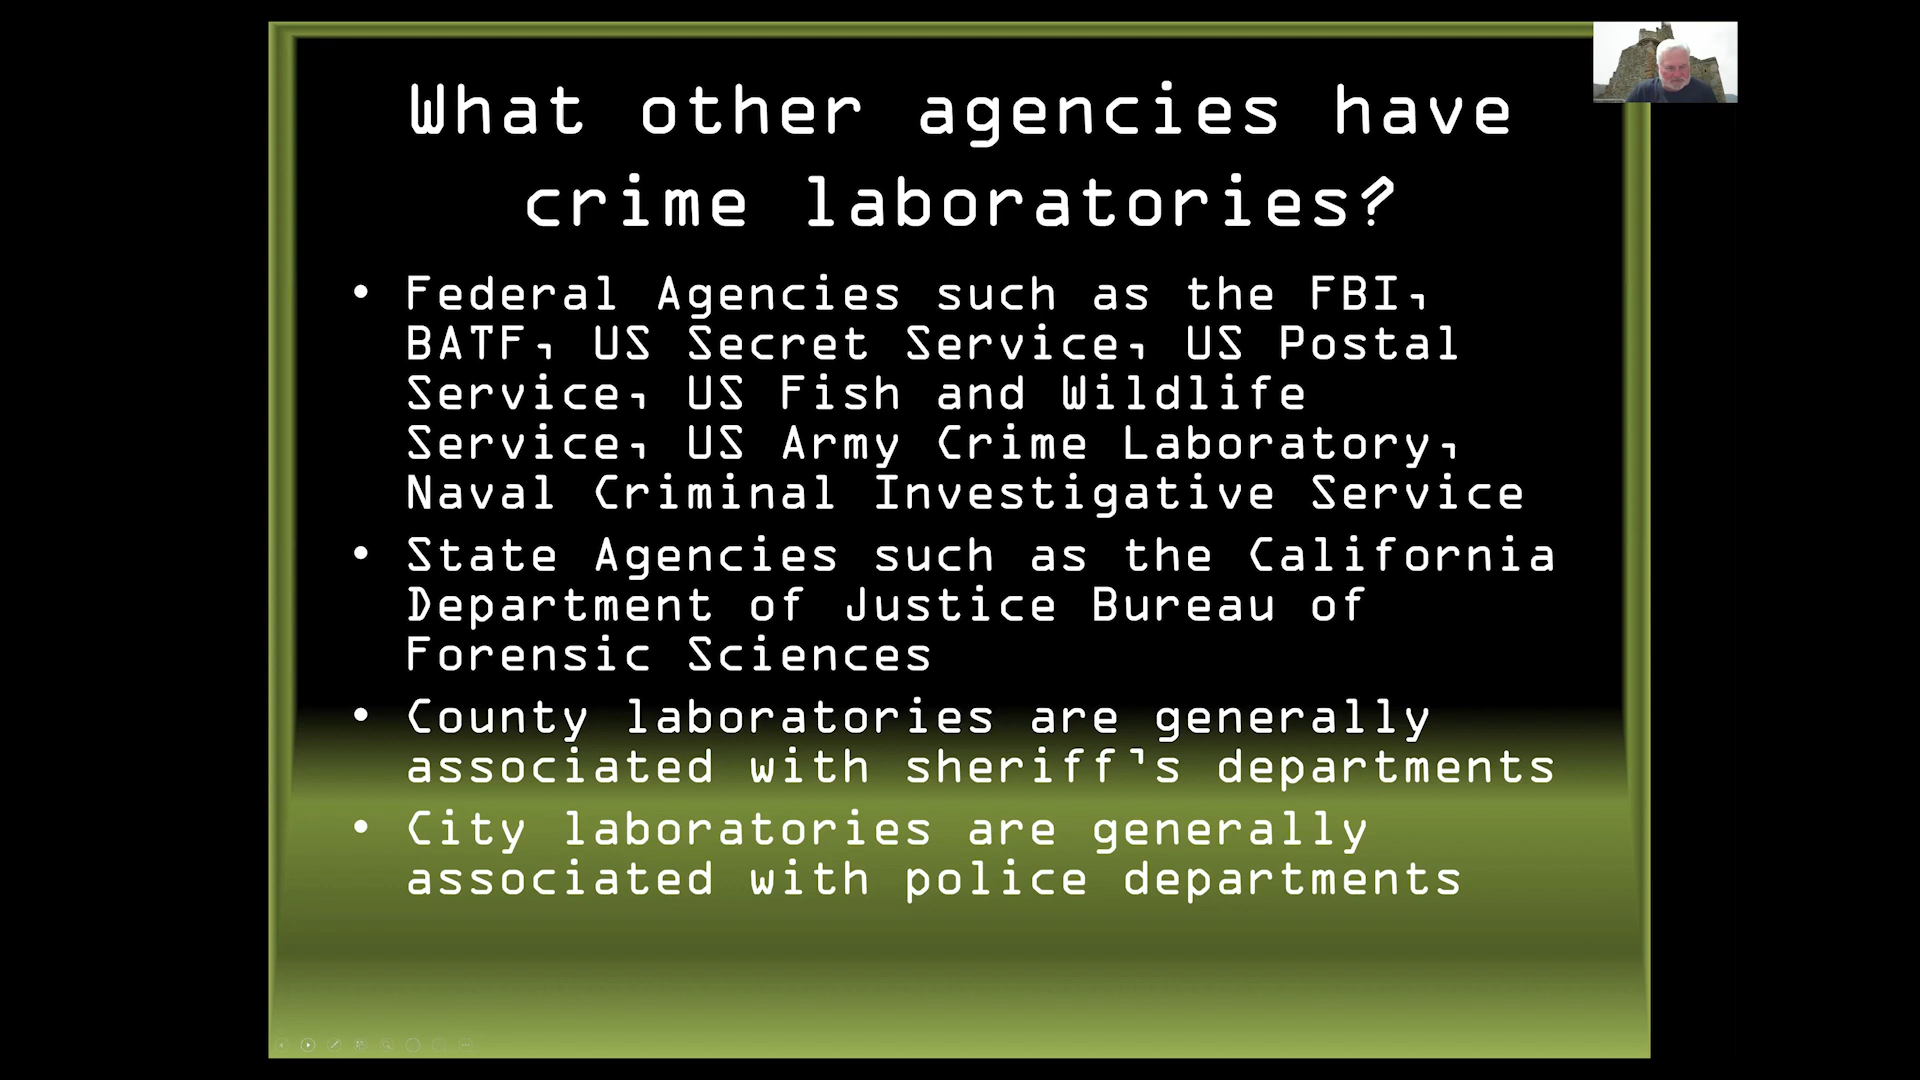 What other agencies have
crime laboratories?
• Federal Agencies such as the FBI,
BATF, US Secret Service, US Postal
Service, US Fish and Wildlife
Service, US Army Crime Laboratory,
Naval Criminal Investigative Service
• State Agencies such as the California
Department of Justice Bureau of
Forensic Sciences
• County laboratories are generally
associated with sheriff's departments
• City laboratories are generally
associated with police departments